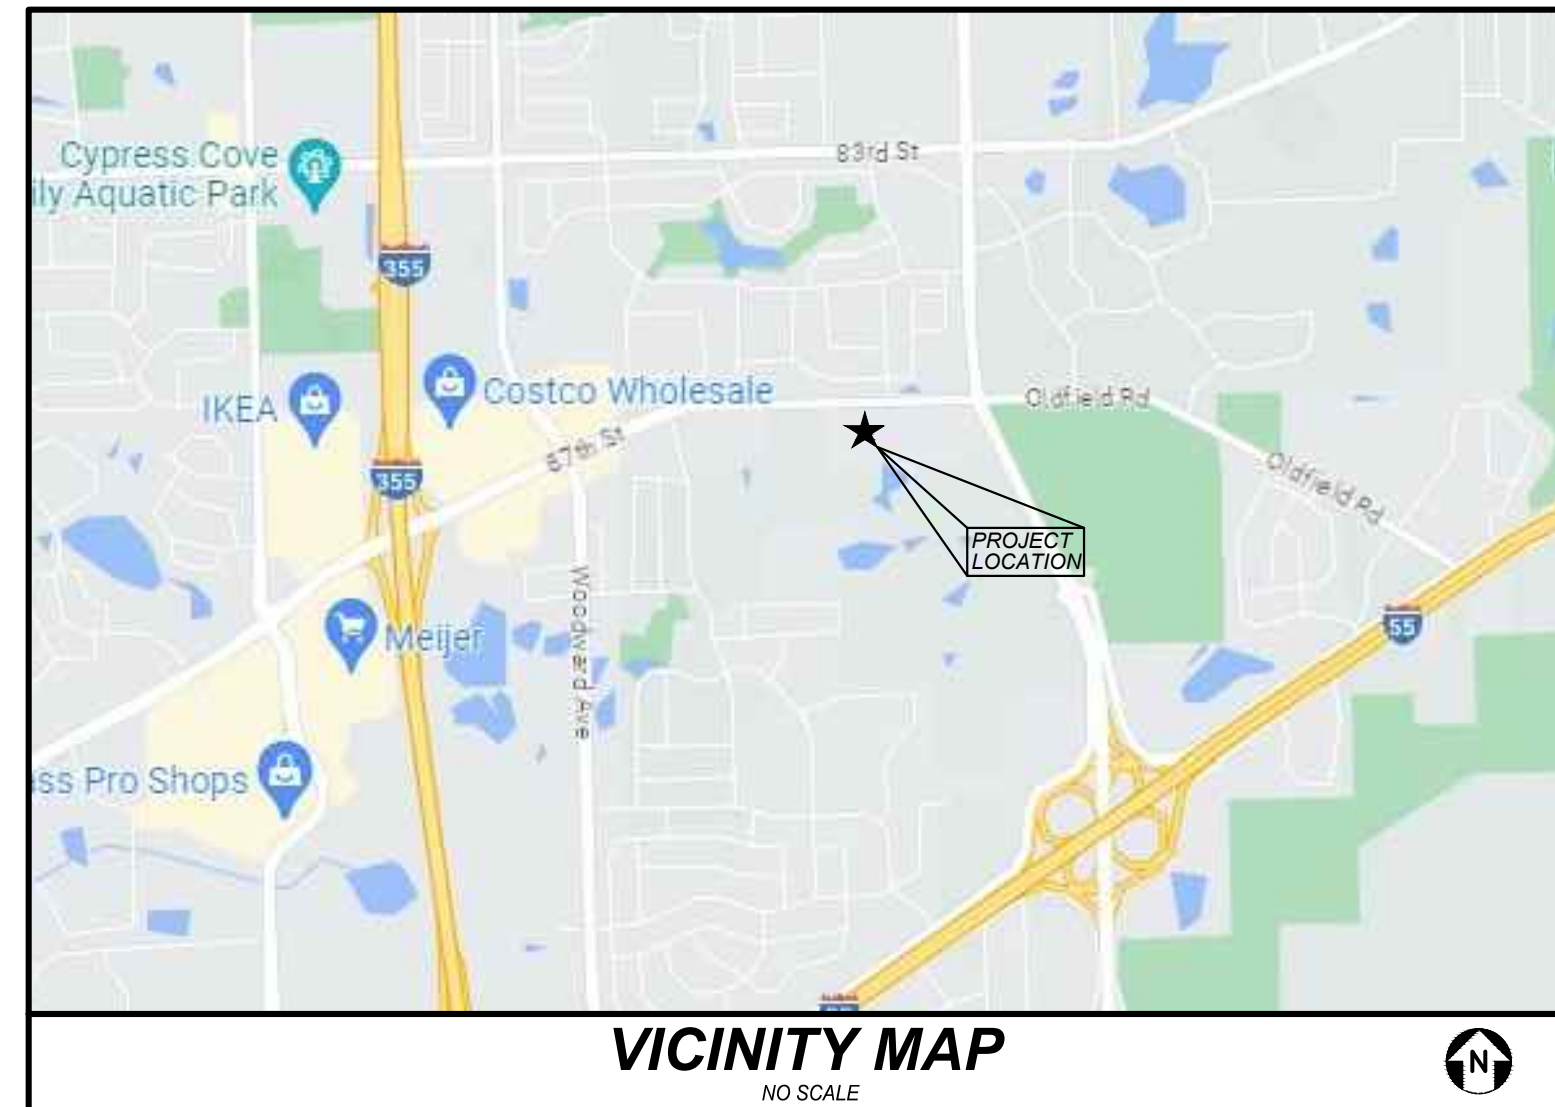 Cypress Cove
ily Aquatic Park
83rd St
355
IKEA
Costco Wholesale
Oldfield Rd
87th St
355
Oldfield Rd
PROJECT
LOCATION
Woodward Ave
Meijer
55
ass Pro Shops
VICINITY MAP
NO SCALE
N